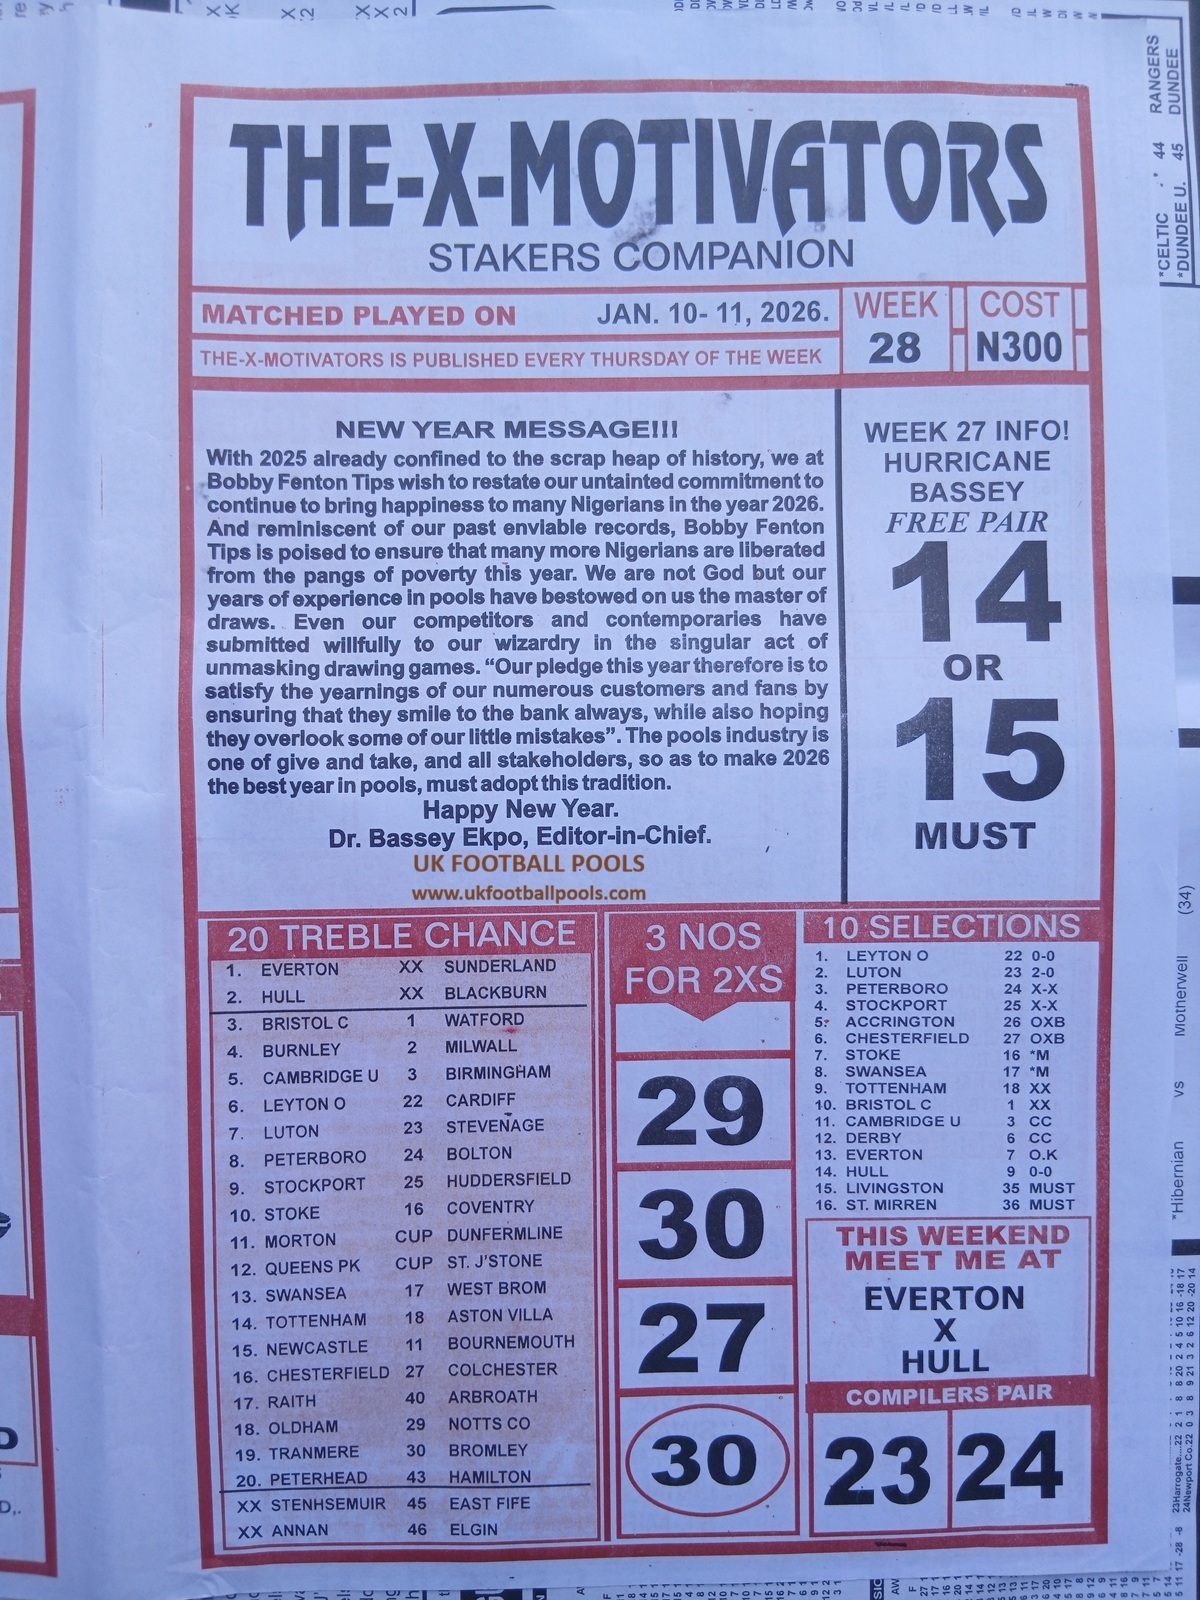 THE-X-MOTIVATORS
STAKERS COMPANION
MATCHED PLAYED ON JAN. 10- 11, 2026.
THE-X-MOTIVATORS IS PUBLISHED EVERY THURSDAY OF THE WEEK
WEEK
28
COST
N300
NEW YEAR MESSAGE!!!
With 2025 already confined to the scrap heap of history, we at
Bobby Fenton Tips wish to restate our untainted commitment to
continue to bring happiness to many Nigerians in the year 2026.
And reminiscent of our past enviable records, Bobby Fenton
Tips is poised to ensure that many more Nigerians are liberated
from the pangs of poverty this year. We are not God but our
years of experience in pools have bestowed on us the master of
draws. Even our competitors and contemporaries have
submitted willfully to our wizardry in the singular act of
unmasking drawing games. “Our pledge this year therefore is to
satisfy the yearnings of our numerous customers and fans by
ensuring that they smile to the bank always, while also hoping
they overlook some of our little mistakes”. The pools industry is
one of give and take, and all stakeholders, so as to make 2026
the best year in pools, must adopt this tradition.
Happy New Year.
Dr. Bassey Ekpo, Editor-in-Chief.
UK FOOTBALL POOLS
www.ukfootballpools.com
WEEK 27 INFO!
HURRICANE
BASSEY
FREE PAIR
14
OR
15
MUST
20 TREBLE CHANCE
1. EVERTON XX SUNDERLAND
2. HULL XX BLACKBURN
3. BRISTOL C 1 WATFORD
4. BURNLEY 2 MILWALL
5. CAMBRIDGE U 3 BIRMINGHAM
6. LEYTON O 22 CARDIFF
7. LUTON 23 STEVENAGE
8. PETERBORO 24 BOLTON
9. STOCKPORT 25 HUDDERSFIELD
10. STOKE 16 COVENTRY
11. MORTON CUP DUNFERMLINE
12. QUEENS PK CUP ST. J'STONE
13. SWANSEA 17 WEST BROM
14. TOTTENHAM 18 ASTON VILLA
15. NEWCASTLE 11 BOURNEMOUTH
16. CHESTERFIELD 27 COLCHESTER
17. RAITH 40 ARBROATH
18. OLDHAM 29 NOTTS CO
19. TRANMERE 30 BROMLEY
20. PETERHEAD 43 HAMILTON
XX STENHSEMUIR 45 EAST FIFE
XX ANNAN 46 ELGIN
3 NOS
FOR 2XS
29
30
27
30
10 SELECTIONS
1. LEYTON O 22 0-0
2. LUTON 23 2-0
3. PETERBORO 24 X-X
4. STOCKPORT 25 X-X
5. ACCRINGTON 26 OXB
6. CHESTERFIELD 27 OXB
7. STOKE 16 *M
8. SWANSEA 17 *M
9. TOTTENHAM 18 XX
10. BRISTOL C 1 XX
11. CAMBRIDGE U 3 CC
12. DERBY 6 CC
13. EVERTON 7 O.K
14. HULL 9 0-0
15. LIVINGSTON 35 MUST
16. ST. MIRREN 36 MUST
THIS WEEKEND
MEET ME AT
EVERTON
X
HULL
COMPILERS PAIR
23 24
*CELTIC 44 RANGERS
*DUNDEE U. 45 DUNDEE
*Hibernian vs Motherwell (34)